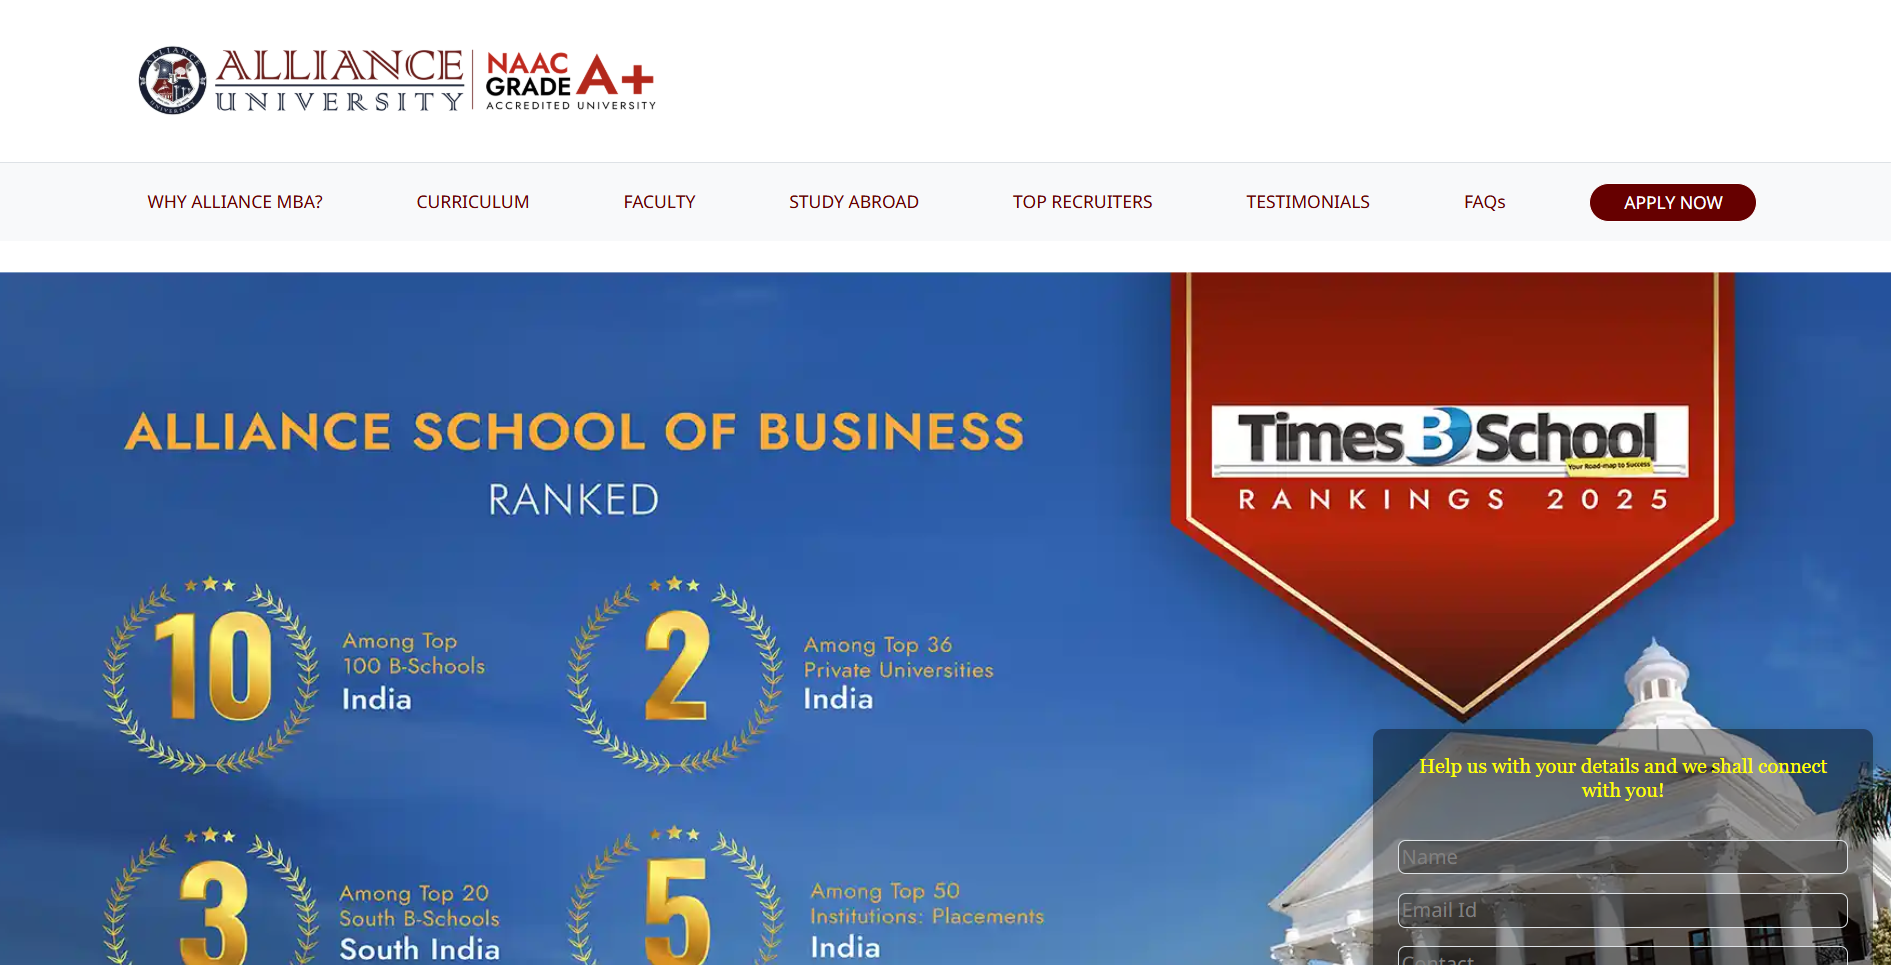 ALLIANCE
UNIVERSITY
NAAC
GRADE A+
ACCREDITED UNIVERSITY
WHY ALLIANCE MBA?
CURRICULUM
FACULTY
STUDY ABROAD
TOP RECRUITERS
TESTIMONIALS
FAQs
APPLY NOW
ALLIANCE SCHOOL OF BUSINESS
RANKED
Times B School
Your Road-map to Success
RANKINGS 2025
10
Among Top
100 B-Schools
India
2
Among Top 36
Private Universities
India
3
Among Top 20
South B-Schools
South India
5
Among Top 50
Institutions: Placements
India
Help us with your details and we shall connect
with you!
Name
Email Id
Contact